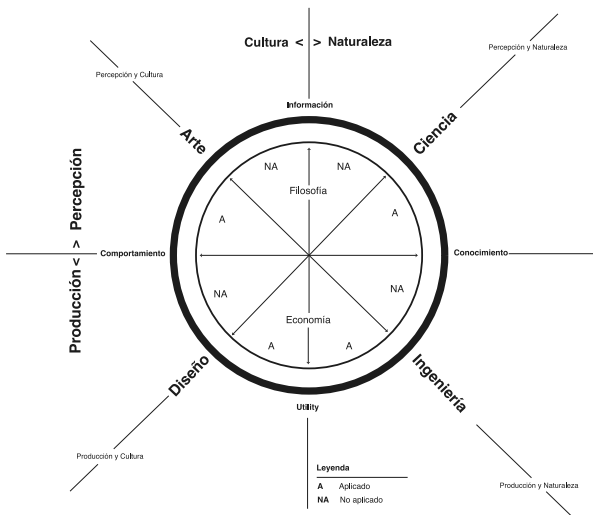 Cultura < > Naturaleza
Percepción y Naturaleza
Percepción y Cultura
Información
Arte
Ciencia
NA
NA
Filosofía
A
A
Producción < > Percepción
Comportamiento
Conocimiento
NA
NA
Economía
A
A
Diseño
Ingeniería
Utility
Producción y Cultura
Leyenda
A Aplicado
NA No aplicado
Producción y Naturaleza